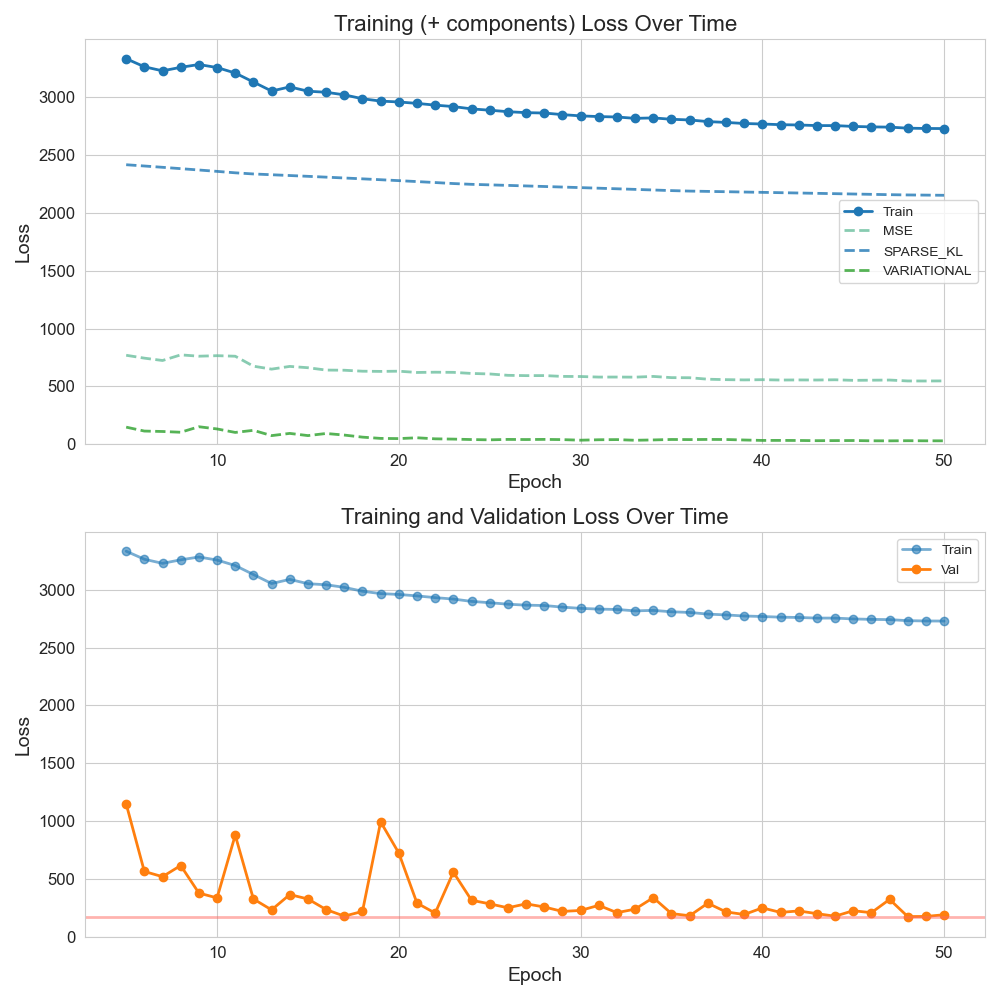 Training (+ components) Loss Over Time
Loss
3000
2500
2000
1500
1000
500
0
Train
MSE
SPARSE_KL
VARIATIONAL
10 20 30 40 50
Epoch
Training and Validation Loss Over Time
Loss
3000
2500
2000
1500
1000
500
0
Train
Val
10 20 30 40 50
Epoch